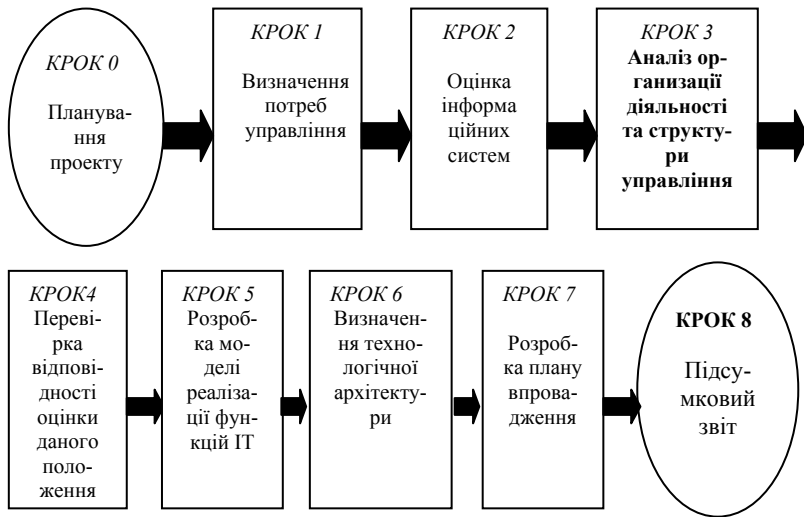 КРОК 0
Планува-
ння
проекту
КРОК 1
Визначення
потреб
управління
КРОК 2
Оцінка
інформа
ційних
систем
КРОК 3
Аналіз ор-
ганизації
діяльності
та структу-
ри
управління
КРОК4
Переві-
рка
відпові-
дності
оцінки
даного
поло-
ження
КРОК 5
Розроб-
ка мо-
делі
реаліза-
ції фун-
кцій ІТ
КРОК 6
Визначен-
ня техно-
логічної
архітекту-
ри
КРОК 7
Розроб-
ка плану
впрова-
дження
КРОК 8
Підсу-
мковий
звіт